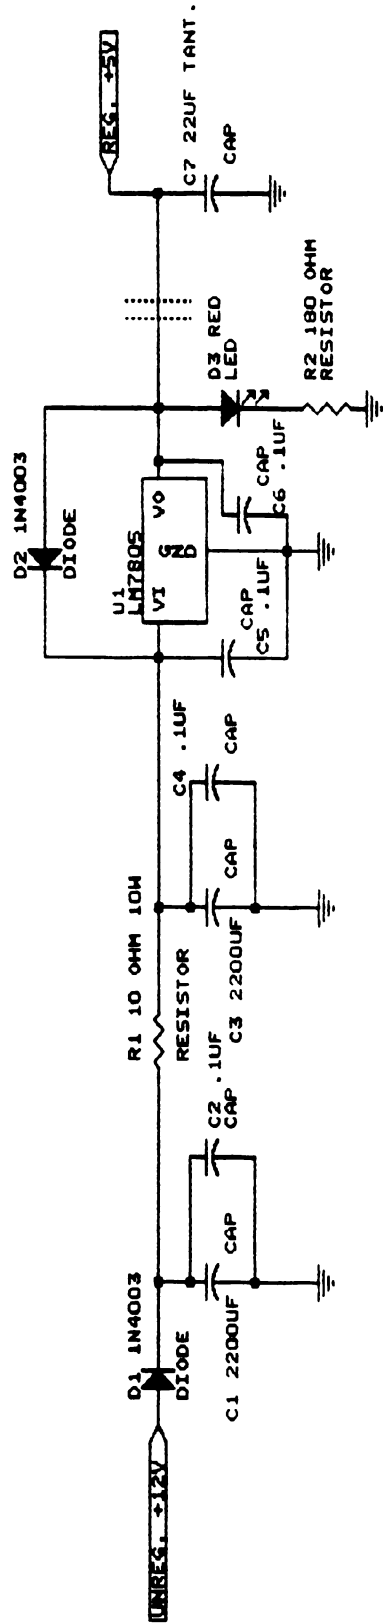 UNREG. +12V
D1 1N4003
DIODE
C1 2200UF
CAP
C2 .1UF
CAP
R1 10 OHM 10W
RESISTOR
C3 2200UF
CAP
C4 .1UF
CAP
D2 1N4003
DIODE
U1
LM7805
VI
VO
GND
CAP
C5 .1UF
CAP
C6 .1UF
D3 RED
LED
R2 180 OHM
RESISTOR
C7 22UF TANT.
CAP
REG. +5V